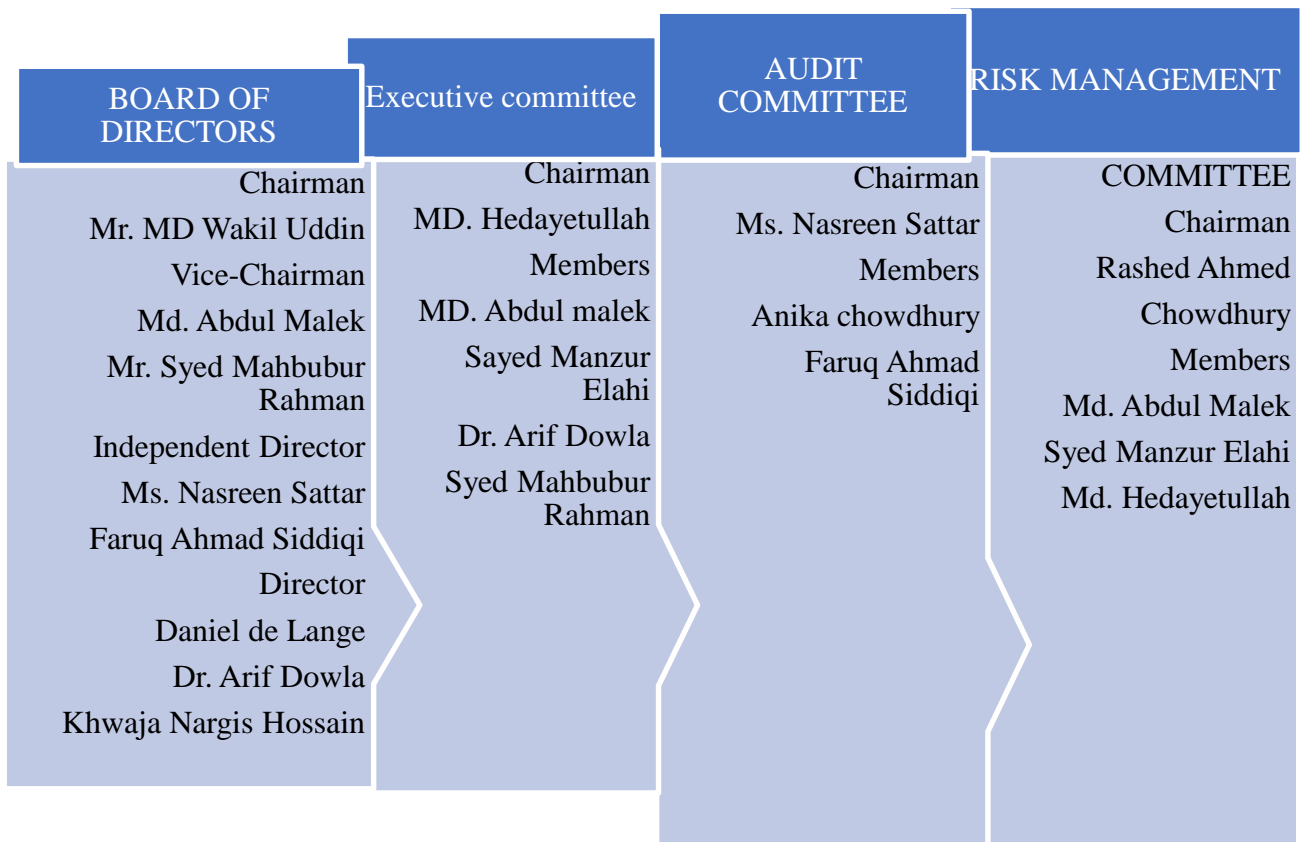 BOARD OF
DIRECTORS
Chairman
Mr. MD Wakil Uddin
Vice-Chairman
Md. Abdul Malek
Mr. Syed Mahbubur
Rahman
Independent Director
Ms. Nasreen Sattar
Faruq Ahmad Siddiqi
Director
Daniel de Lange
Dr. Arif Dowla
Khwaja Nargis Hossain
Executive committee
Chairman
MD. Hedayetullah
Members
MD. Abdul malek
Sayed Manzur
Elahi
Dr. Arif Dowla
Syed Mahbubur
Rahman
AUDIT
COMMITTEE
Chairman
Ms. Nasreen Sattar
Members
Anika chowdhury
Faruq Ahmad
Siddiqi
RISK MANAGEMENT
COMMITTEE
Chairman
Rashed Ahmed
Chowdhury
Members
Md. Abdul Malek
Syed Manzur Elahi
Md. Hedayetullah